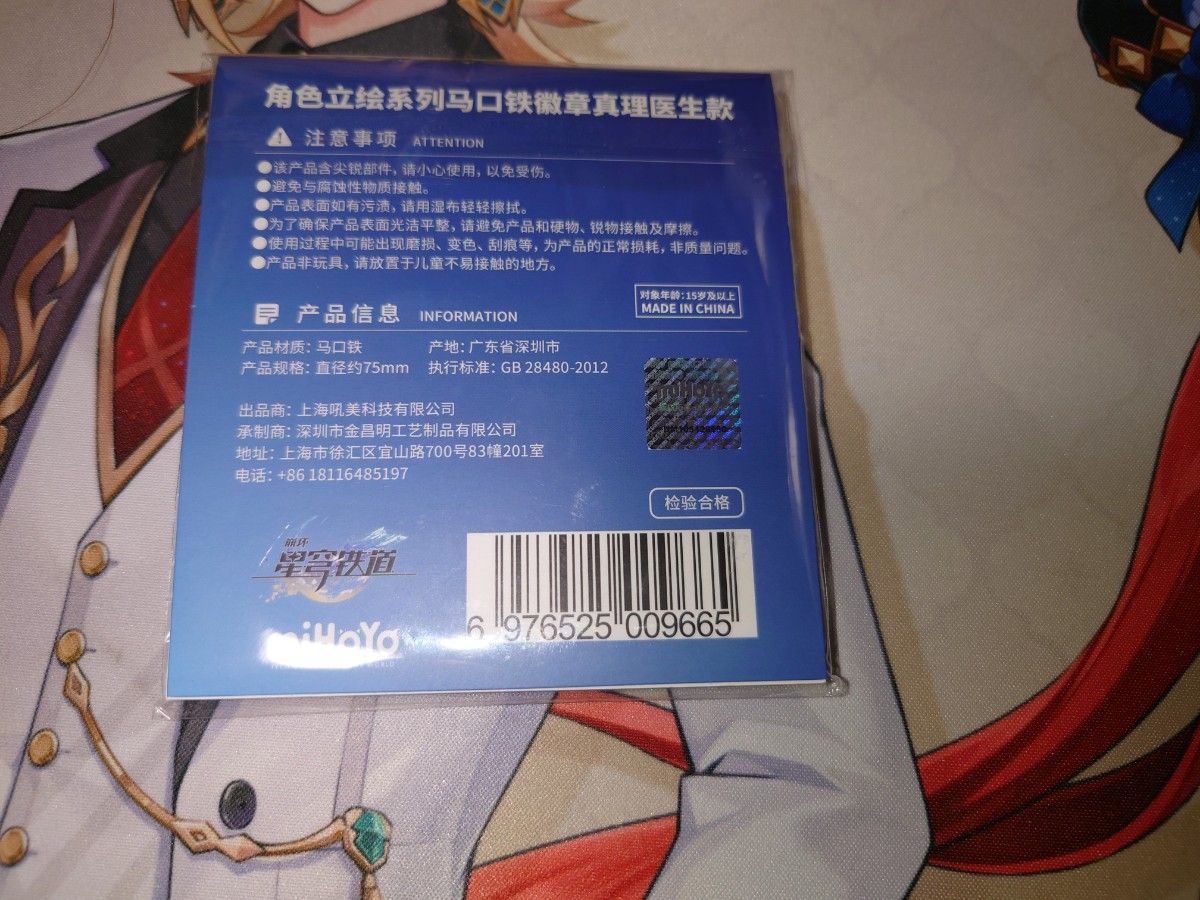 角色立绘系列马口铁徽章真理医生款
注意事项 ATTENTION
●该产品含尖锐部件，请小心使用，以免受伤。
●避免与腐蚀性物质接触。
●产品表面如有污渍，请用湿布轻轻擦拭。
●为了确保产品表面光洁平整，请避免产品和硬物、锐物接触及摩擦。
●使用过程中可能出现磨损、变色、刮痕等，为产品的正常损耗，非质量问题。
●产品非玩具，请放置于儿童不易接触的地方。
对象年龄：15岁及以上
MADE IN CHINA
产品信息 INFORMATION
产品材质：马口铁 产地：广东省深圳市
产品规格：直径约75mm 执行标准：GB 28480-2012
miHoYo
出品商：上海吼美科技有限公司
承制商：深圳市金昌明工艺制品有限公司
地址：上海市徐汇区宜山路700号83幢201室
电话：+86 18116485197
检验合格
崩坏
星穹铁道
miHoYo
6 976525 009665